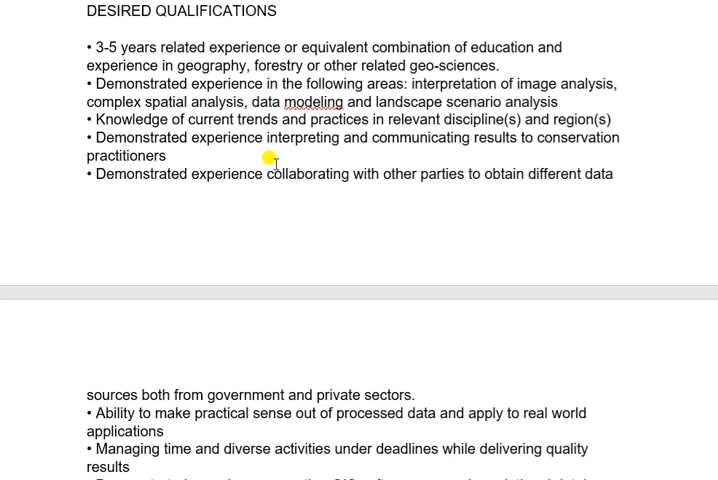 DESIRED QUALIFICATIONS
• 3-5 years related experience or equivalent combination of education and
experience in geography, forestry or other related geo-sciences.
• Demonstrated experience in the following areas: interpretation of image analysis,
complex spatial analysis, data modeling and landscape scenario analysis
• Knowledge of current trends and practices in relevant discipline(s) and region(s)
• Demonstrated experience interpreting and communicating results to conservation
practitioners
• Demonstrated experience collaborating with other parties to obtain different data
sources both from government and private sectors.
• Ability to make practical sense out of processed data and apply to real world
applications
• Managing time and diverse activities under deadlines while delivering quality
results